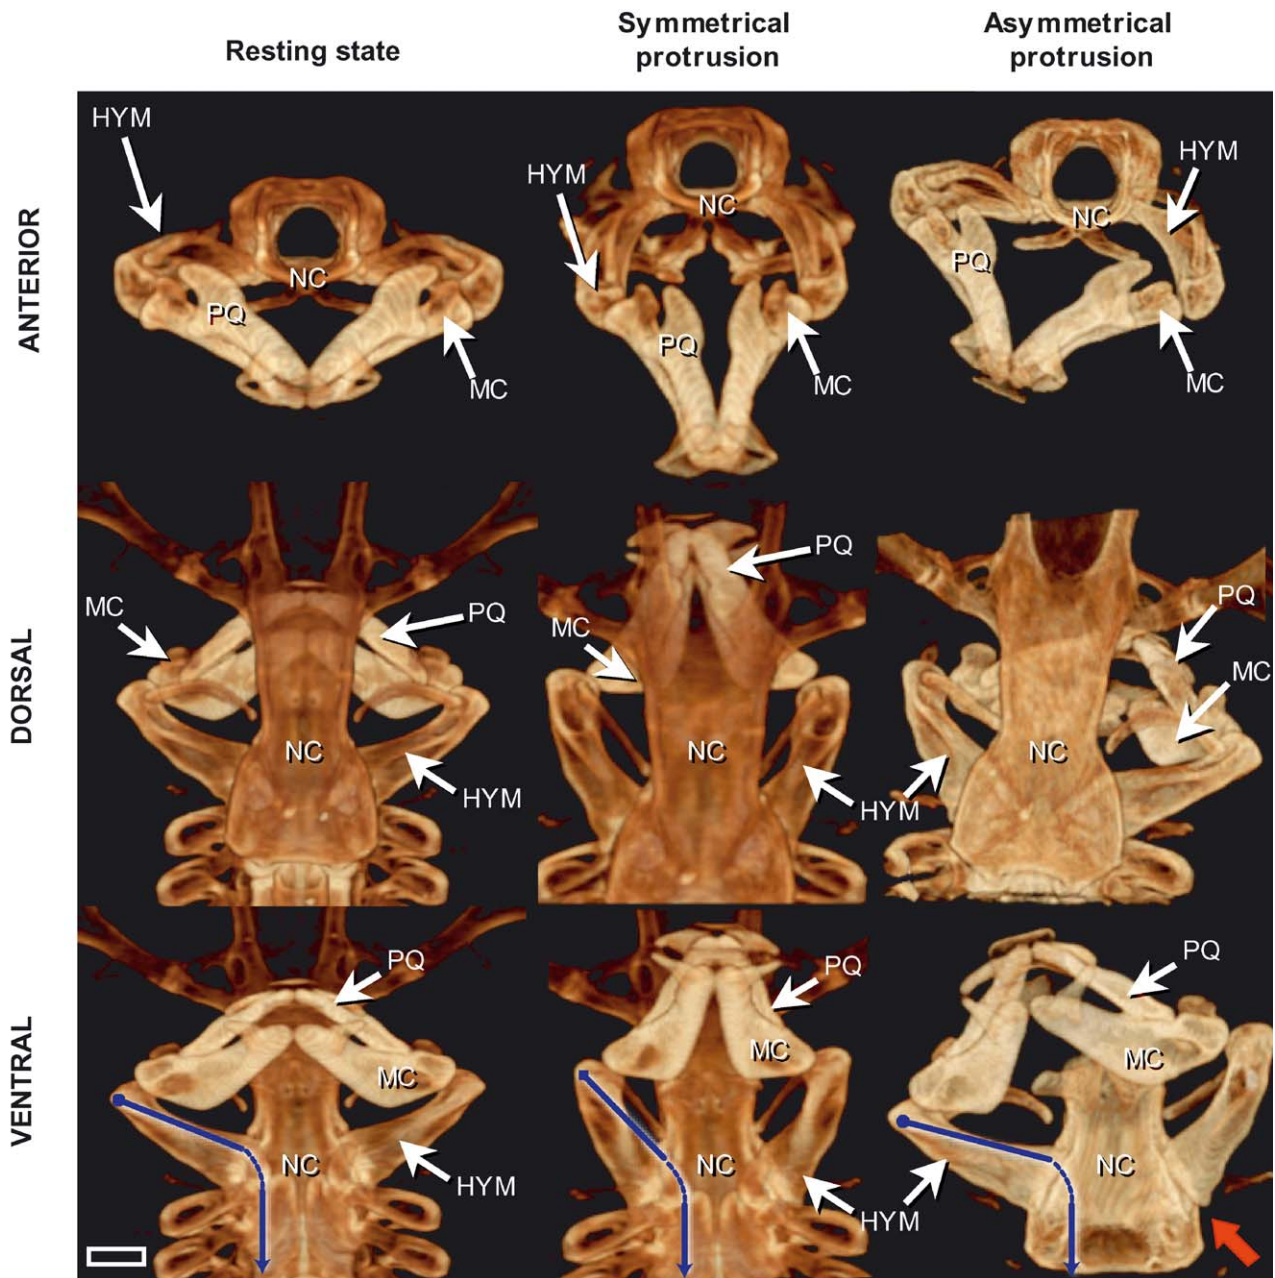 Resting state
Symmetrical
protrusion
Asymmetrical
protrusion
ANTERIOR
HYM
NC
PQ
MC
HYM
NC
PQ
MC
HYM
NC
PQ
MC
DORSAL
MC
PQ
NC
HYM
PQ
MC
NC
HYM
PQ
MC
NC
VENTRAL
PQ
MC
NC
HYM
PQ
MC
NC
HYM
PQ
MC
NC